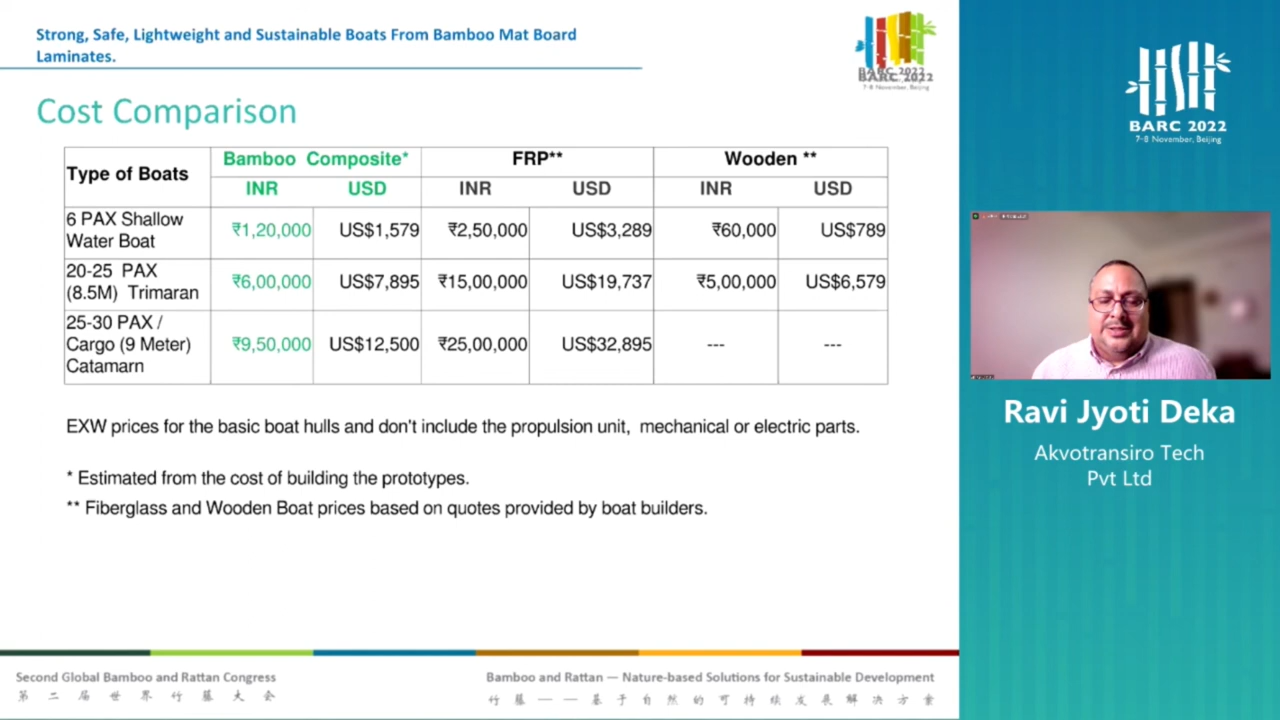 Strong, Safe, Lightweight and Sustainable Boats From Bamboo Mat Board
Laminates.
BARC 2022
7-8 November, Beijing
Cost Comparison
Type of Boats
Bamboo Composite*
FRP**
Wooden **
INR
USD
INR
USD
INR
USD
6 PAX Shallow
Water Boat
₹1,20,000
US$1,579
₹2,50,000
US$3,289
₹60,000
US$789
20-25 PAX
(8.5M) Trimaran
₹6,00,000
US$7,895
₹15,00,000
US$19,737
₹5,00,000
US$6,579
25-30 PAX /
Cargo (9 Meter)
Catamarn
₹9,50,000
US$12,500
₹25,00,000
US$32,895
---
---
EXW prices for the basic boat hulls and don't include the propulsion unit, mechanical or electric parts.
* Estimated from the cost of building the prototypes.
** Fiberglass and Wooden Boat prices based on quotes provided by boat builders.
Second Global Bamboo and Rattan Congress
第二届世界竹藤大会
Bamboo and Rattan — Nature-based Solutions for Sustainable Development
竹藤——基于自然的可持续发展解决方案
BARC 2022
7-8 November, Beijing
Ravi Jyoti Deka
Akvotransiro Tech
Pvt Ltd